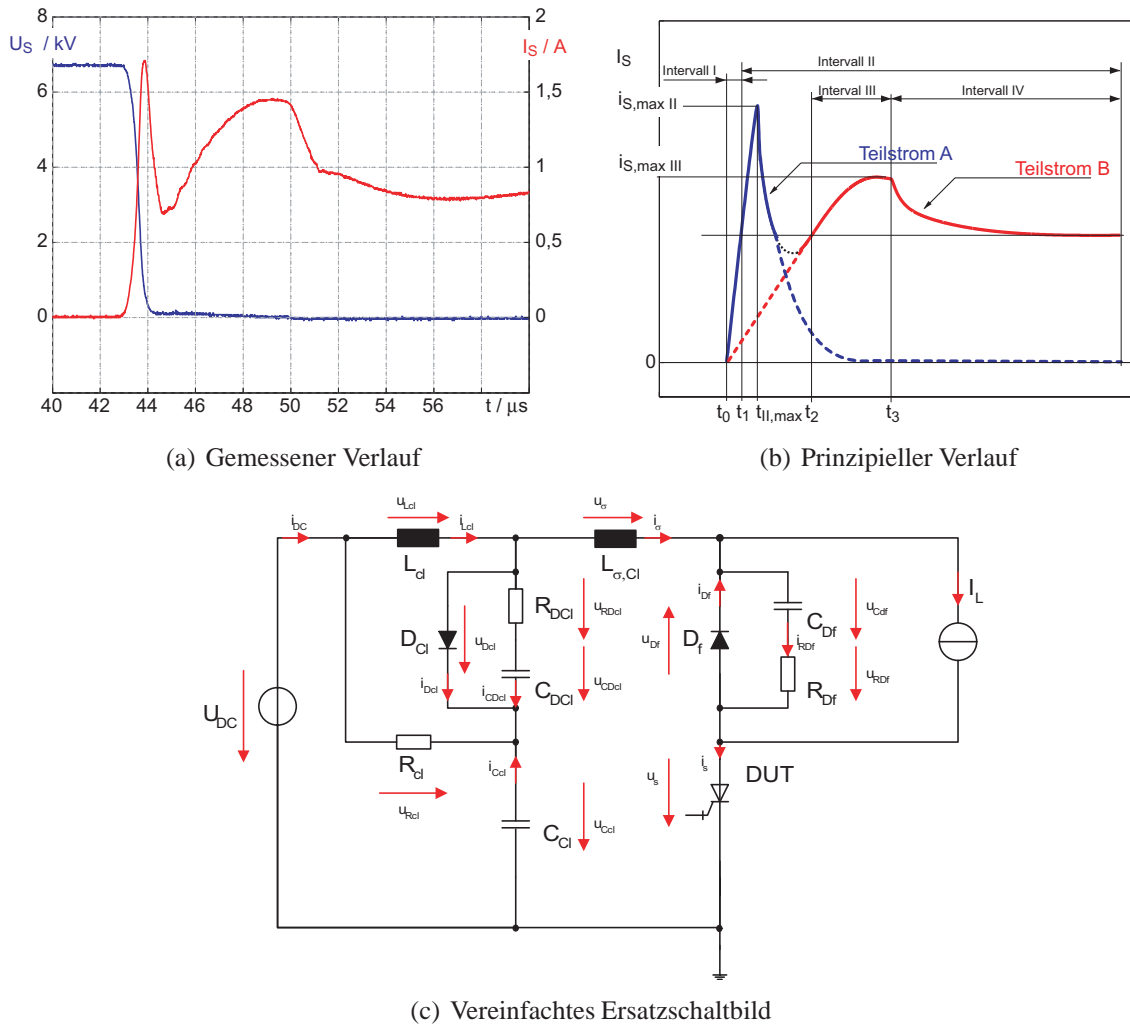 8
U_S / kV
6
4
2
0
2
I_S / A
1,5
1
0,5
0
40 42 44 46 48 50 52 54 56 t / µs
(a) Gemessener Verlauf
I_S
Intervall I
Intervall II
Interval III
Intervall IV
i_S,max II
i_S,max III
Teilstrom A
Teilstrom B
0
t_0 t_1 t_II,max t_2 t_3
(b) Prinzipieller Verlauf
u_Lcl
u_σ
i_DC
i_Lcl
i_σ
L_cl
L_σ,Cl
R_DCl
u_RDcl
D_Cl
u_Dcl
i_Dcl
i_CDcl
C_DCl
u_CDcl
i_Df
u_Df
D_f
C_Df
i_RDf
u_Cdf
R_Df
u_RDf
I_L
U_DC
R_cl
u_Rcl
i_Ccl
C_Cl
u_Ccl
i_s
u_s
DUT
(c) Vereinfachtes Ersatzschaltbild